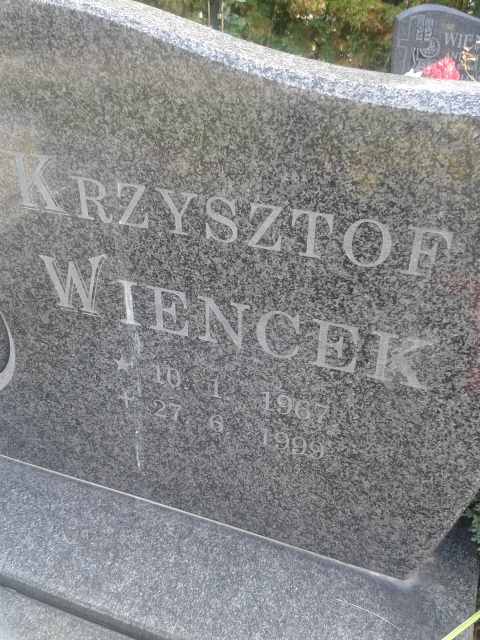 KRZYSZTOF
WIENCEK
* 10. 1 1967
† 27. 6 1999